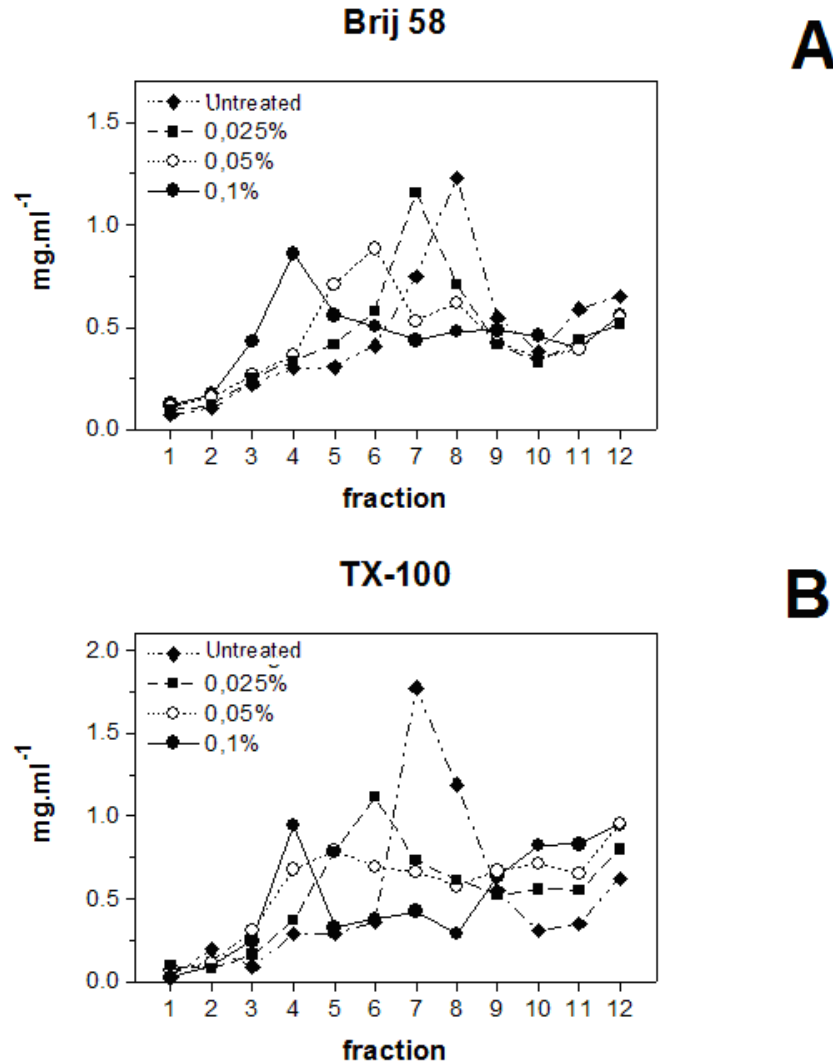 Brij 58
A
Untreated
0,025%
0,05%
0,1%
1.5
1.0
0.5
0.0
mg.ml-1
1 2 3 4 5 6 7 8 9 10 11 12
fraction
TX-100
B
Untreated
0,025%
0,05%
0,1%
2.0
1.5
1.0
0.5
0.0
mg.ml-1
1 2 3 4 5 6 7 8 9 10 11 12
fraction